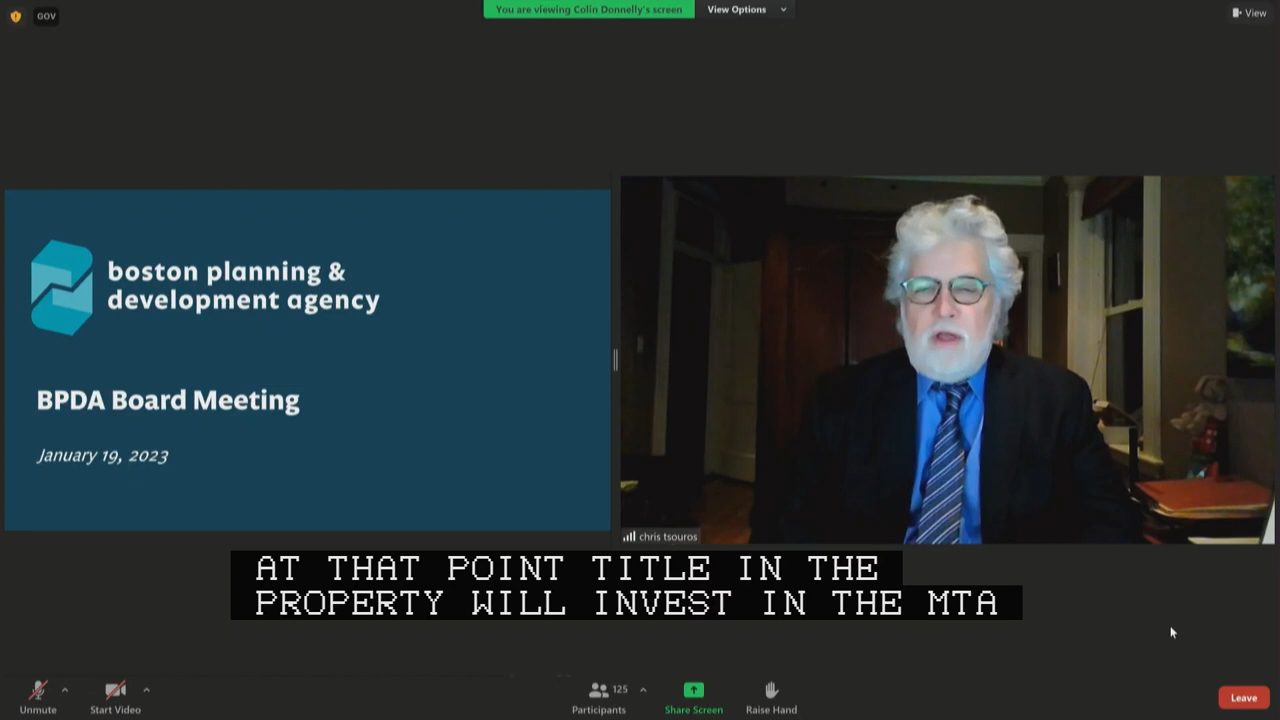 GOV
You are viewing Colin Donnelly's screen
View Options
View
boston planning &
development agency
BPDA Board Meeting
January 19, 2023
chris tsouros
AT THAT POINT TITLE IN THE
PROPERTY WILL INVEST IN THE MTA
Unmute
Start Video
125
Participants
Share Screen
Raise Hand
Leave